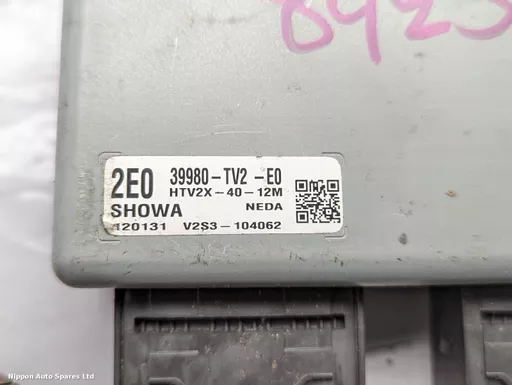 2E0 39980-TV2-E0
HTV2X-40-12M
SHOWA NEDA
120131 V2S3-104062
Nippon Auto Spares Ltd